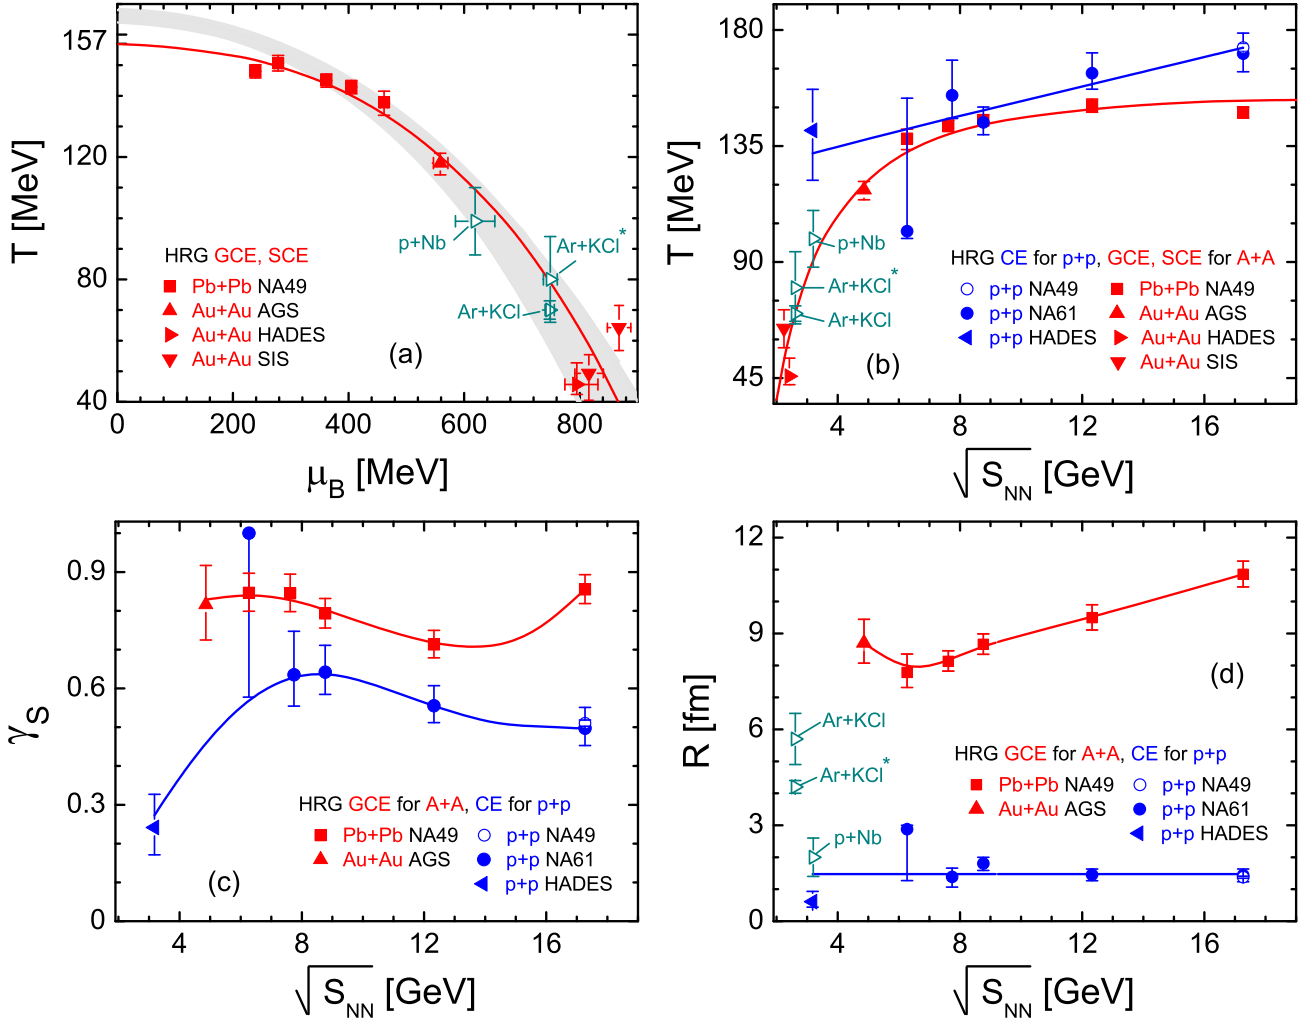 157
120
80
40
T [MeV]
p+Nb
Ar+KCl*
Ar+KCl
HRG GCE, SCE
Pb+Pb NA49
Au+Au AGS
Au+Au HADES
Au+Au SIS
(a)
0 200 400 600 800
μB [MeV]
180
135
90
45
T [MeV]
p+Nb
Ar+KCl*
Ar+KCl
HRG CE for p+p, GCE, SCE for A+A
p+p NA49 Pb+Pb NA49
p+p NA61 Au+Au AGS
p+p HADES Au+Au HADES
Au+Au SIS
(b)
4 8 12 16
√SNN [GeV]
0.9
0.6
0.3
0
γS
HRG GCE for A+A, CE for p+p
Pb+Pb NA49 p+p NA49
Au+Au AGS p+p NA61
p+p HADES
(c)
4 8 12 16
√SNN [GeV]
12
9
6
3
0
R [fm]
(d)
Ar+KCl
Ar+KCl*
p+Nb
HRG GCE for A+A, CE for p+p
Pb+Pb NA49 p+p NA49
Au+Au AGS p+p NA61
p+p HADES
4 8 12 16
√SNN [GeV]